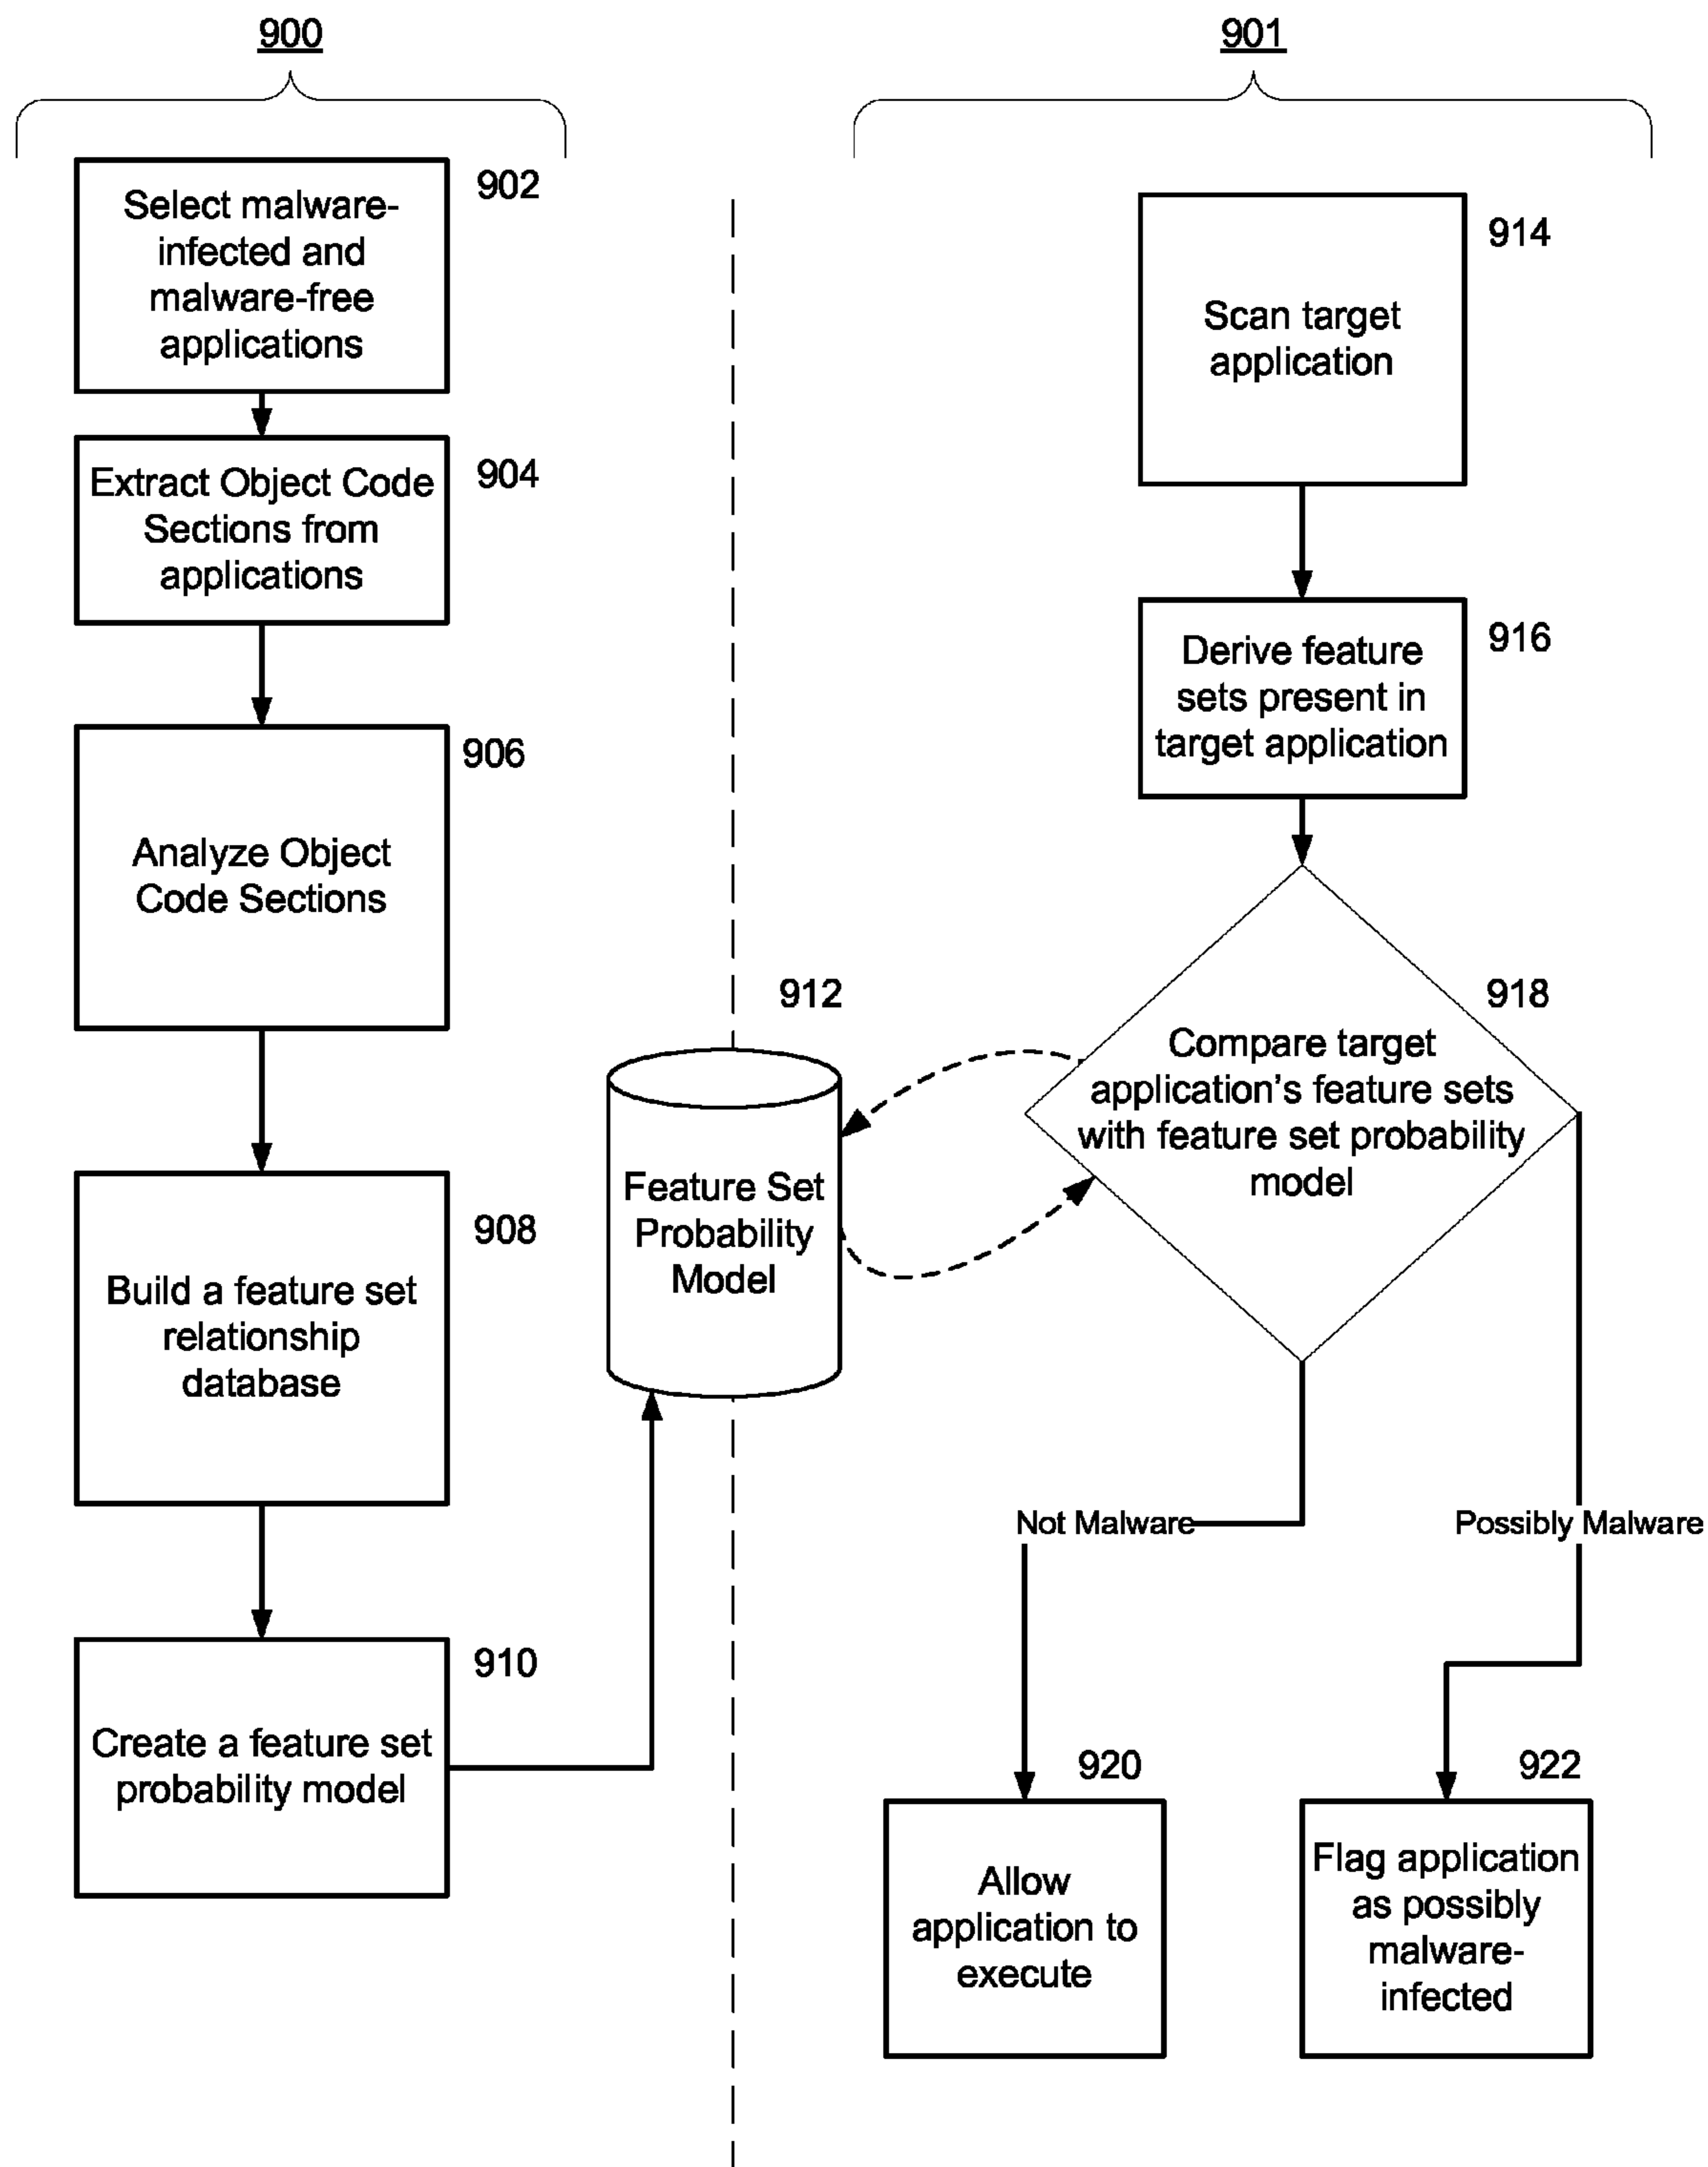 900
902
Select malware-
infected and
malware-free
applications
904
Extract Object Code
Sections from
applications
906
Analyze Object
Code Sections
908
Build a feature set
relationship
database
910
Create a feature set
probability model
912
Feature Set
Probability
Model
901
914
Scan target
application
916
Derive feature
sets present in
target application
918
Compare target
application's feature sets
with feature set probability
model
Not Malware
Possibly Malware
920
Allow
application to
execute
922
Flag application
as possibly
malware-
infected